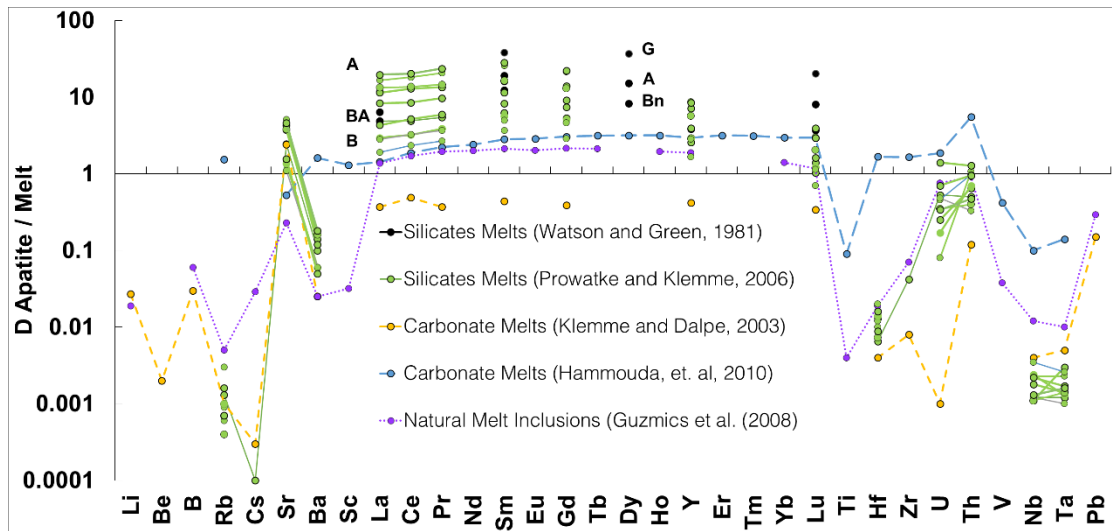 D Apatite / Melt
100
10
1
0.1
0.01
0.001
0.0001
A
BA
B
G
A
Bn
Silicates Melts (Watson and Green, 1981)
Silicates Melts (Prowatke and Klemme, 2006)
Carbonate Melts (Klemme and Dalpe, 2003)
Carbonate Melts (Hammouda, et. al, 2010)
Natural Melt Inclusions (Guzmics et al. (2008)
Li
Be
B
Rb
Cs
Sr
Ba
Sc
La
Ce
Pr
Nd
Sm
Eu
Gd
Tb
Dy
Ho
Y
Er
Tm
Yb
Lu
Ti
Hf
Zr
U
Th
V
Nb
Ta
Pb